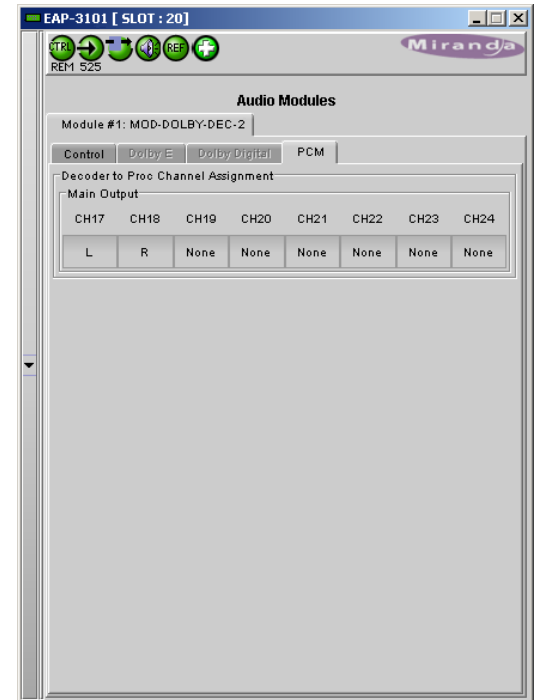 EAP-3101 [ SLOT : 20]
CTRL REF
REM 525
Miranda
Audio Modules
Module #1: MOD-DOLBY-DEC-2
Control Dolby E Dolby Digital PCM
Decoder to Proc Channel Assignment
Main Output
CH17 CH18 CH19 CH20 CH21 CH22 CH23 CH24
L R None None None None None None